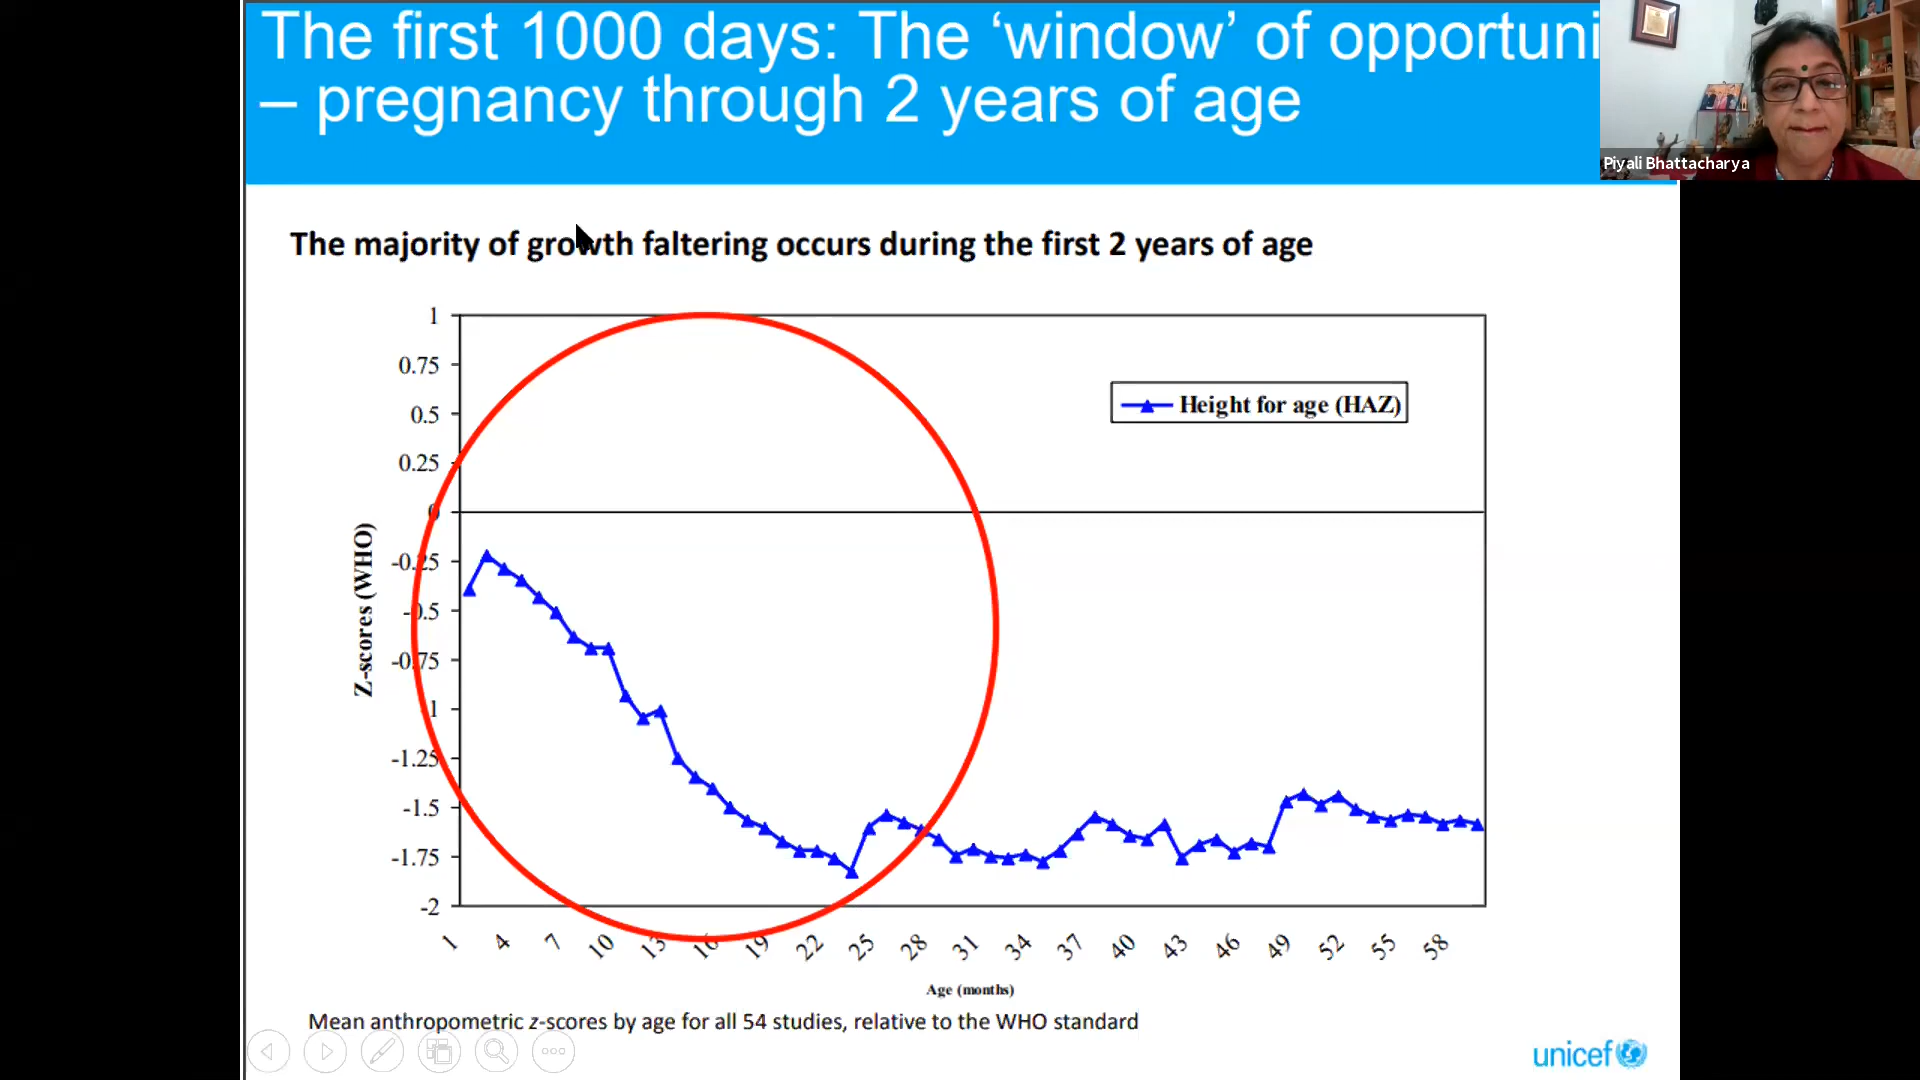 The first 1000 days: The ‘window’ of opportuni
– pregnancy through 2 years of age
Piyali Bhattacharya
The majority of growth faltering occurs during the first 2 years of age
1
0.75
0.5
0.25
0
-0.25
-0.5
-0.75
-1
-1.25
-1.5
-1.75
-2
Z-scores (WHO)
Height for age (HAZ)
1 4 7 10 13 16 19 22 25 28 31 34 37 40 43 46 49 52 55 58
Age (months)
Mean anthropometric z-scores by age for all 54 studies, relative to the WHO standard
unicef